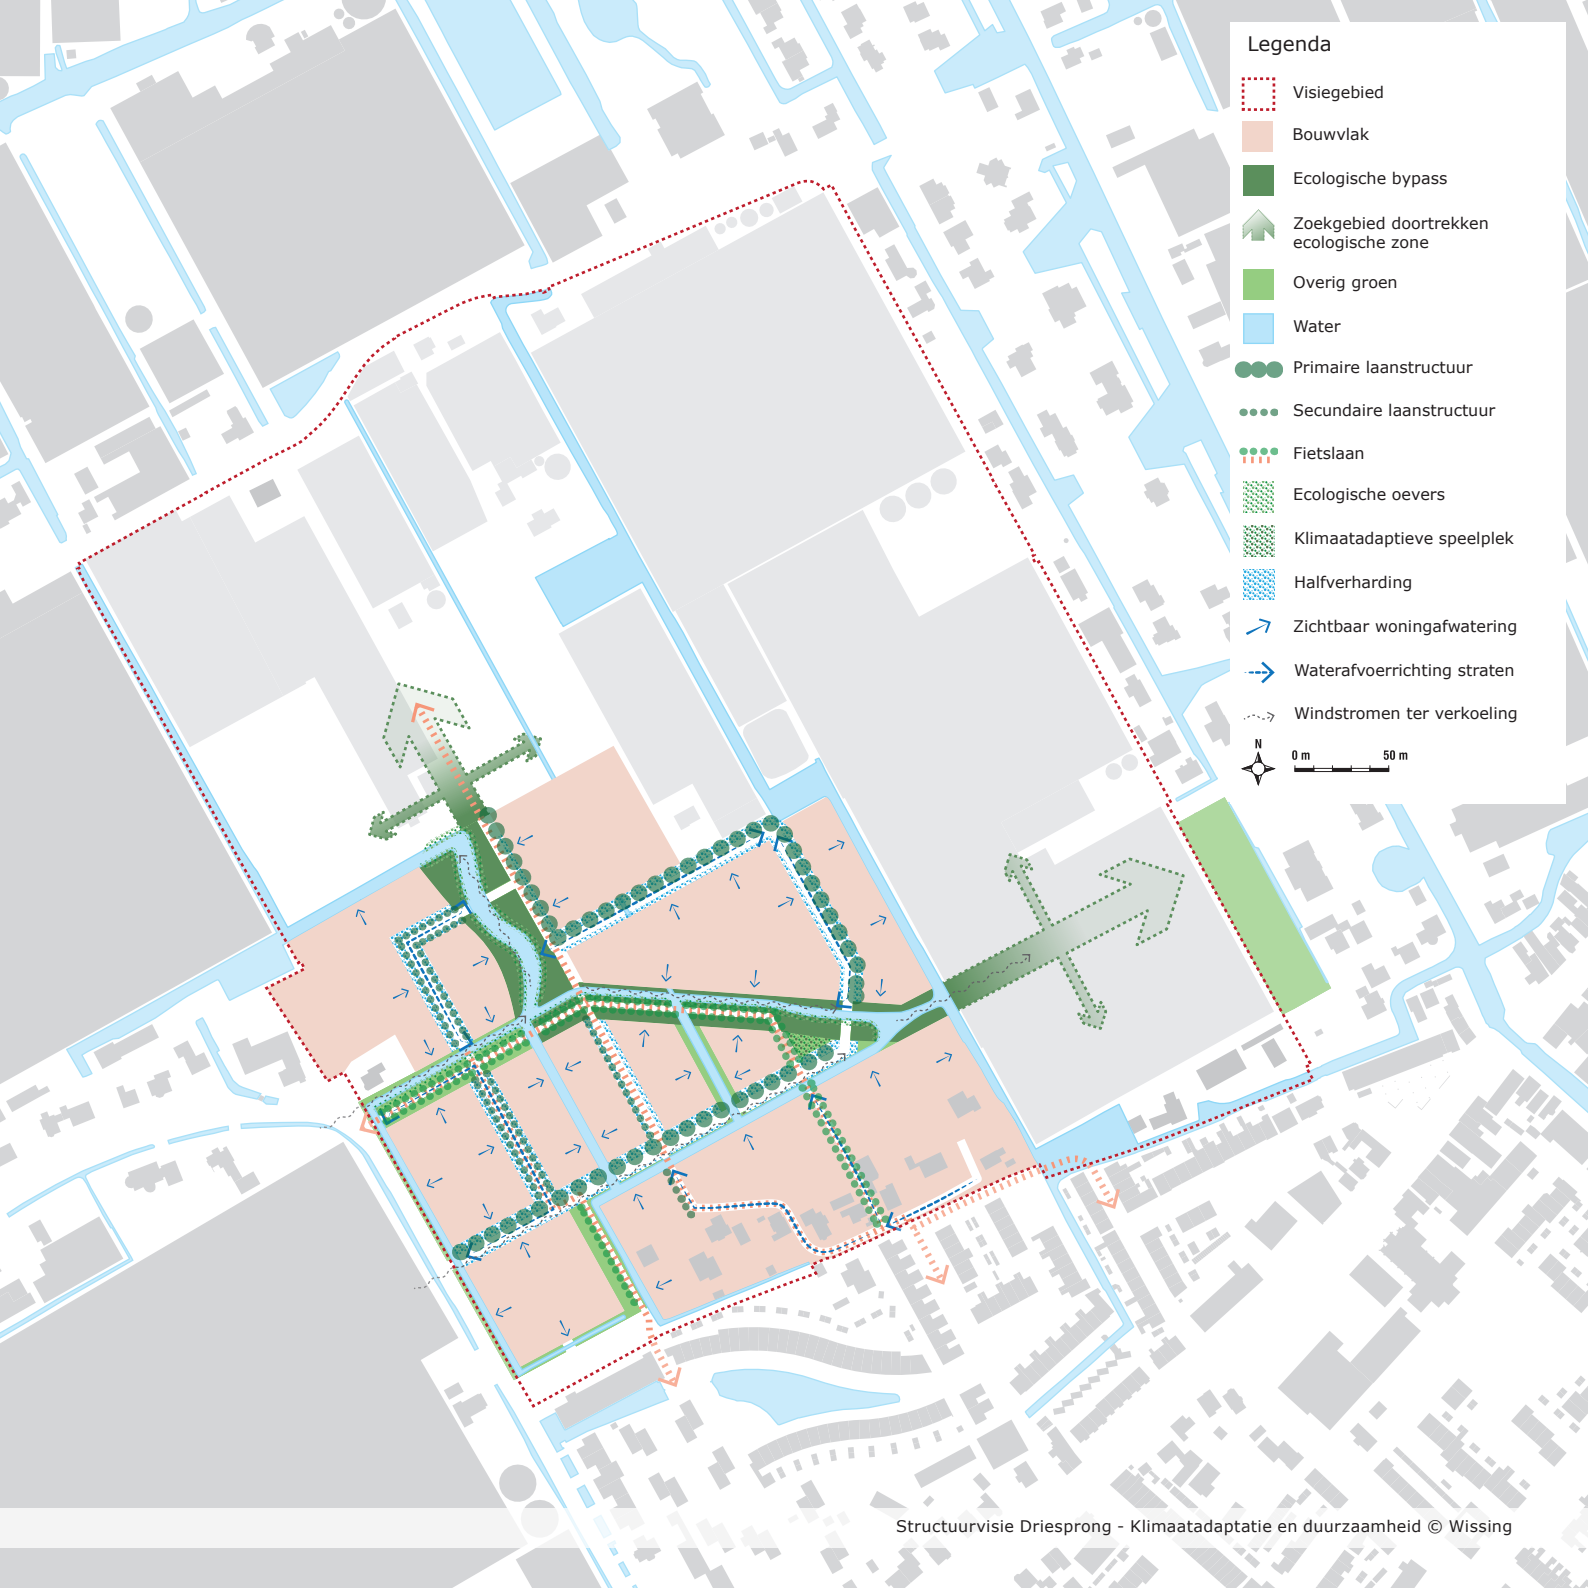 Legenda
Visiegebied
Bouwvlak
Ecologische bypass
Zoekgebied doortrekken
ecologische zone
Overig groen
Water
Primaire laanstructuur
Secundaire laanstructuur
Fietslaan
Ecologische oevers
Klimaatadaptieve speelplek
Halfverharding
Zichtbaar woningafwatering
Waterafvoerrichting straten
Windstromen ter verkoeling
N
0 m 50 m
Structuurvisie Driesprong - Klimaatadaptatie en duurzaamheid © Wissing